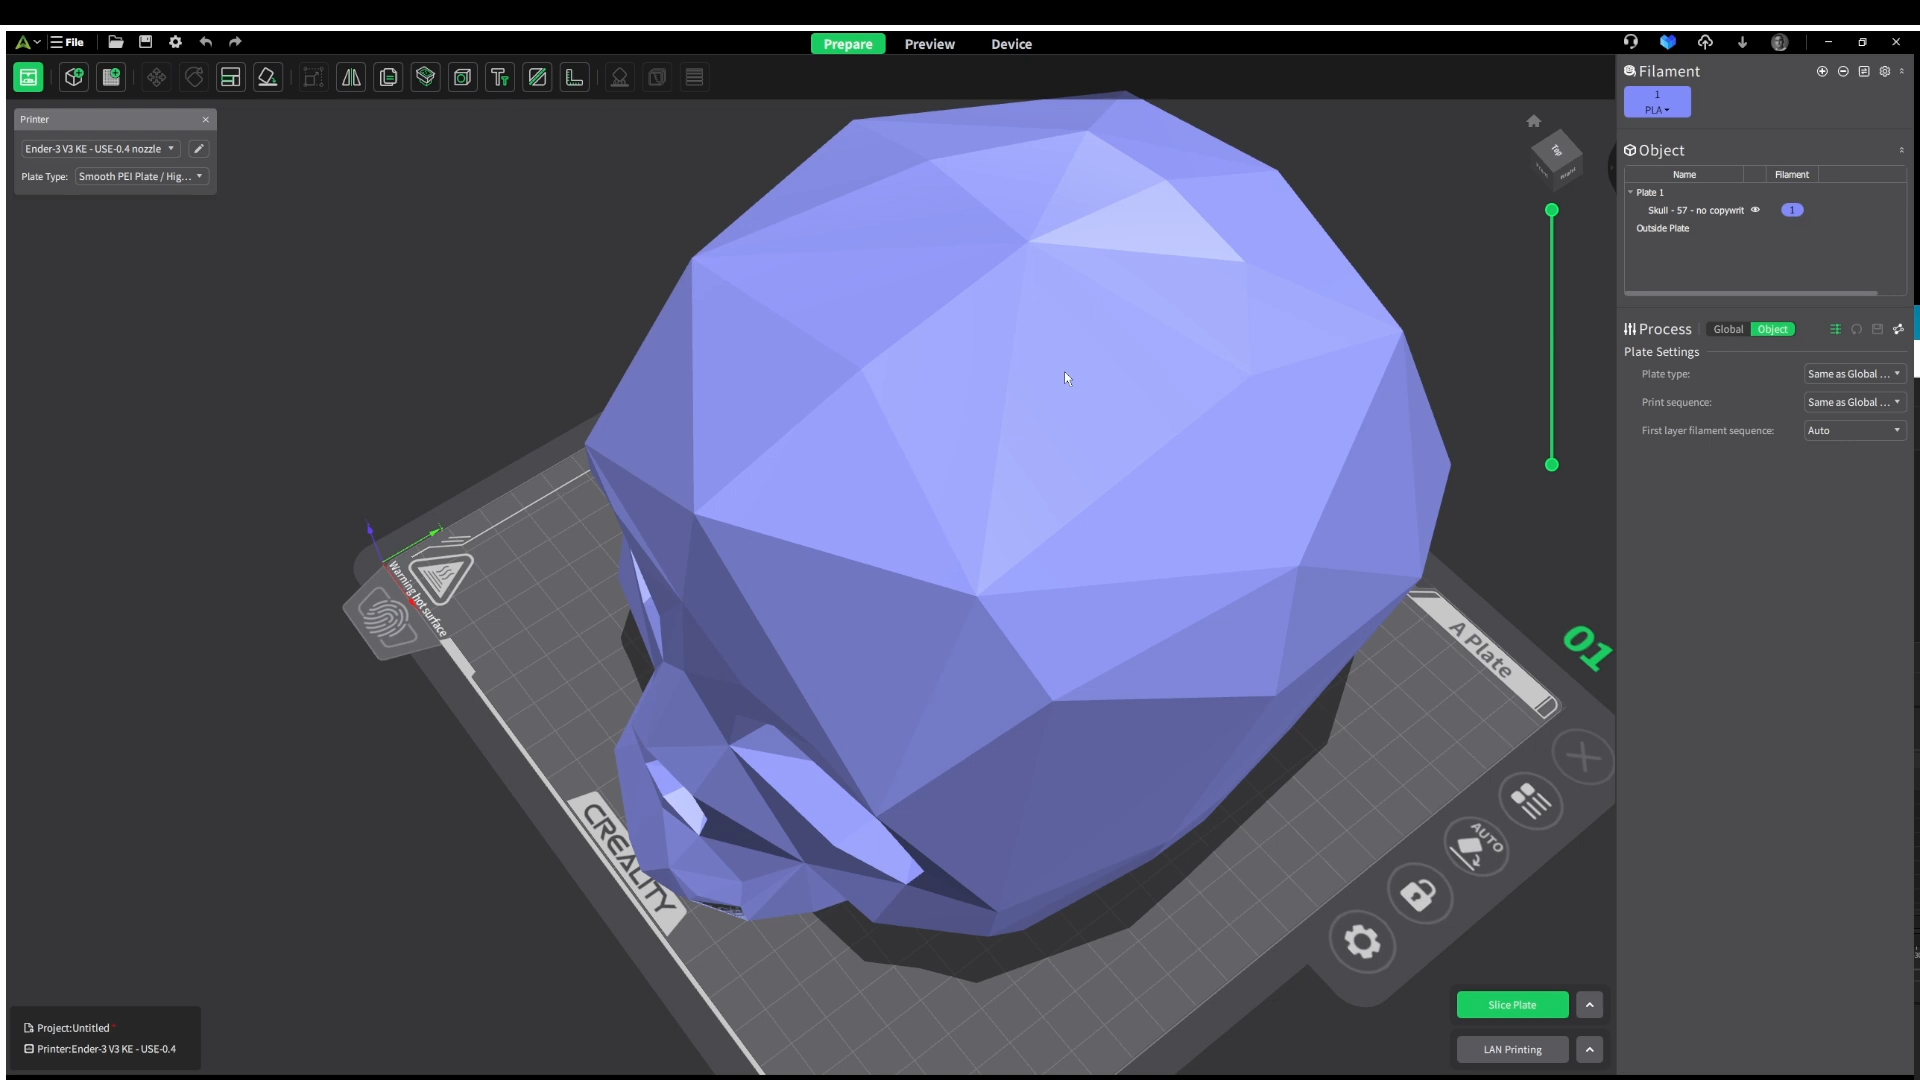 File
Prepare
Preview
Device
Printer
Ender-3 V3 KE - USE-0.4 nozzle
Plate Type:
Smooth PEI Plate / Hig...
Filament
1
PLA
Object
Name
Filament
Plate 1
Skull - 57 - no copywrit
1
Outside Plate
Process
Global
Object
Plate Settings
Plate type:
Same as Global ...
Print sequence:
Same as Global ...
First layer filament sequence:
Auto
Top
Right
Warning hot surface
CREALITY
A Plate
01
AUTO
Slice Plate
LAN Printing
Project:Untitled *
Printer:Ender-3 V3 KE - USE-0.4